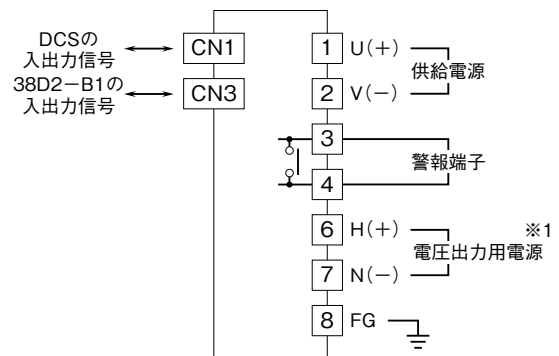 DCSの
入出力信号
CN1
38D2−B1の
入出力信号
CN3
1 U(+)
供給電源
2 V(−)
3
警報端子
4
※1
6 H(+)
電圧出力用電源
7 N(−)
8 FG